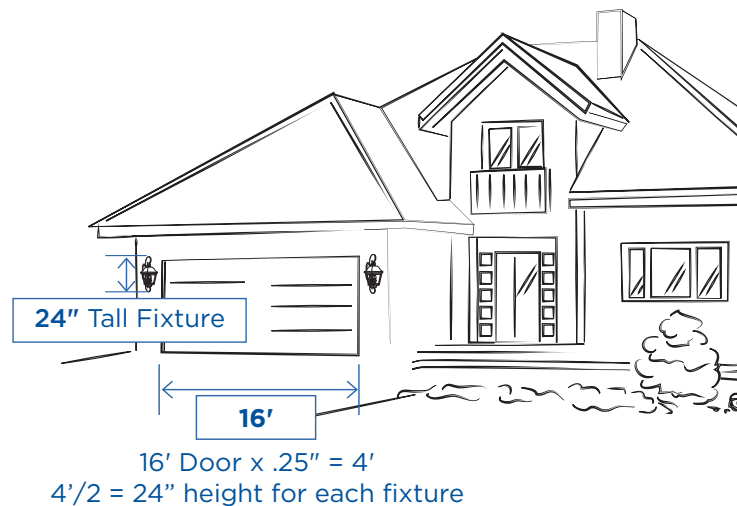 24" Tall Fixture
16'
16' Door x .25" = 4'
4’/2 = 24” height for each fixture